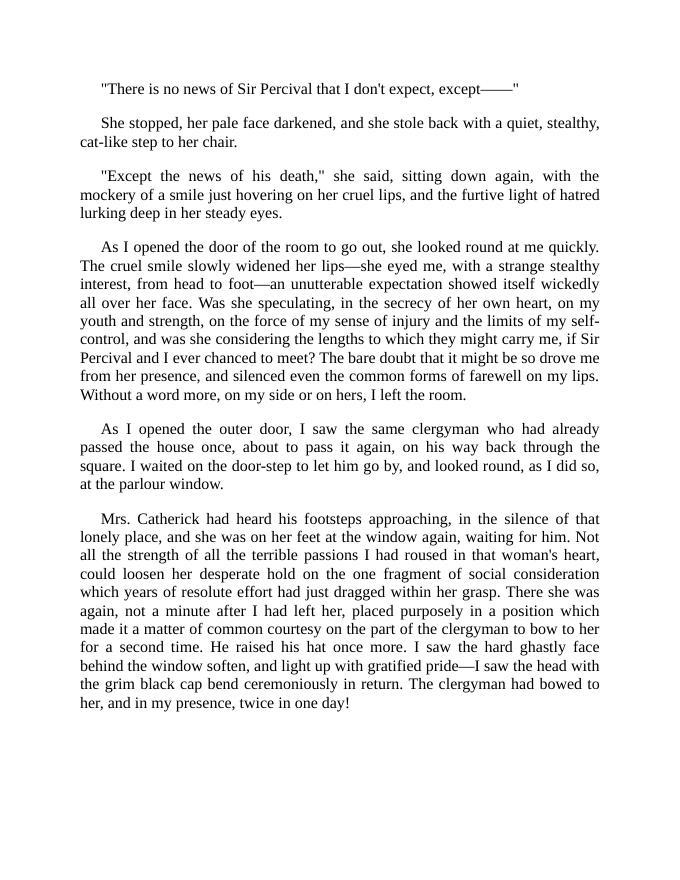 "There is no news of Sir Percival that I don't expect, except——"
She stopped, her pale face darkened, and she stole back with a quiet, stealthy,
cat-like step to her chair.
"Except the news of his death," she said, sitting down again, with the
mockery of a smile just hovering on her cruel lips, and the furtive light of hatred
lurking deep in her steady eyes.
As I opened the door of the room to go out, she looked round at me quickly.
The cruel smile slowly widened her lips—she eyed me, with a strange stealthy
interest, from head to foot—an unutterable expectation showed itself wickedly
all over her face. Was she speculating, in the secrecy of her own heart, on my
youth and strength, on the force of my sense of injury and the limits of my self-
control, and was she considering the lengths to which they might carry me, if Sir
Percival and I ever chanced to meet? The bare doubt that it might be so drove me
from her presence, and silenced even the common forms of farewell on my lips.
Without a word more, on my side or on hers, I left the room.
As I opened the outer door, I saw the same clergyman who had already
passed the house once, about to pass it again, on his way back through the
square. I waited on the door-step to let him go by, and looked round, as I did so,
at the parlour window.
Mrs. Catherick had heard his footsteps approaching, in the silence of that
lonely place, and she was on her feet at the window again, waiting for him. Not
all the strength of all the terrible passions I had roused in that woman's heart,
could loosen her desperate hold on the one fragment of social consideration
which years of resolute effort had just dragged within her grasp. There she was
again, not a minute after I had left her, placed purposely in a position which
made it a matter of common courtesy on the part of the clergyman to bow to her
for a second time. He raised his hat once more. I saw the hard ghastly face
behind the window soften, and light up with gratified pride—I saw the head with
the grim black cap bend ceremoniously in return. The clergyman had bowed to
her, and in my presence, twice in one day!